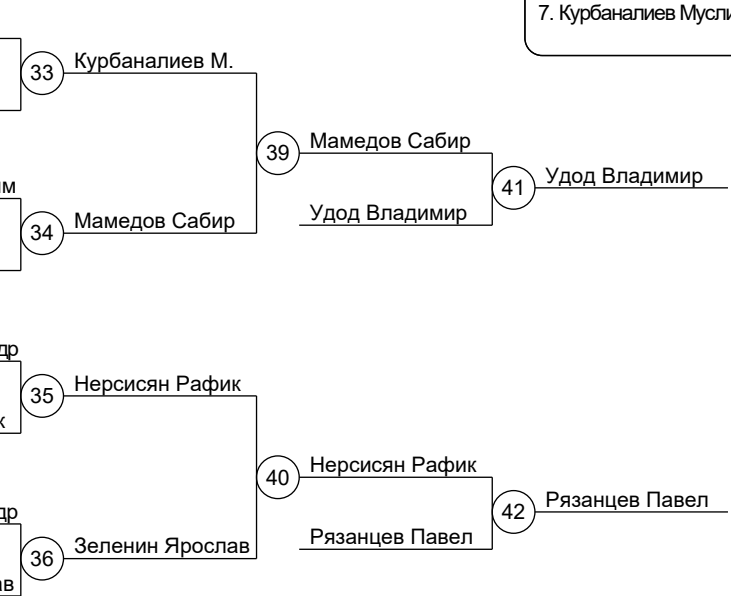 7. Курбаналиев
33
Курбаналиев М.
39
Мамедов Сабир
41
Удод Владимир
Удод Владимир
34
Мамедов Сабир
35
Нерсисян Рафик
40
Нерсисян Рафик
42
Рязанцев Павел
Рязанцев Павел
36
Зеленин Ярослав